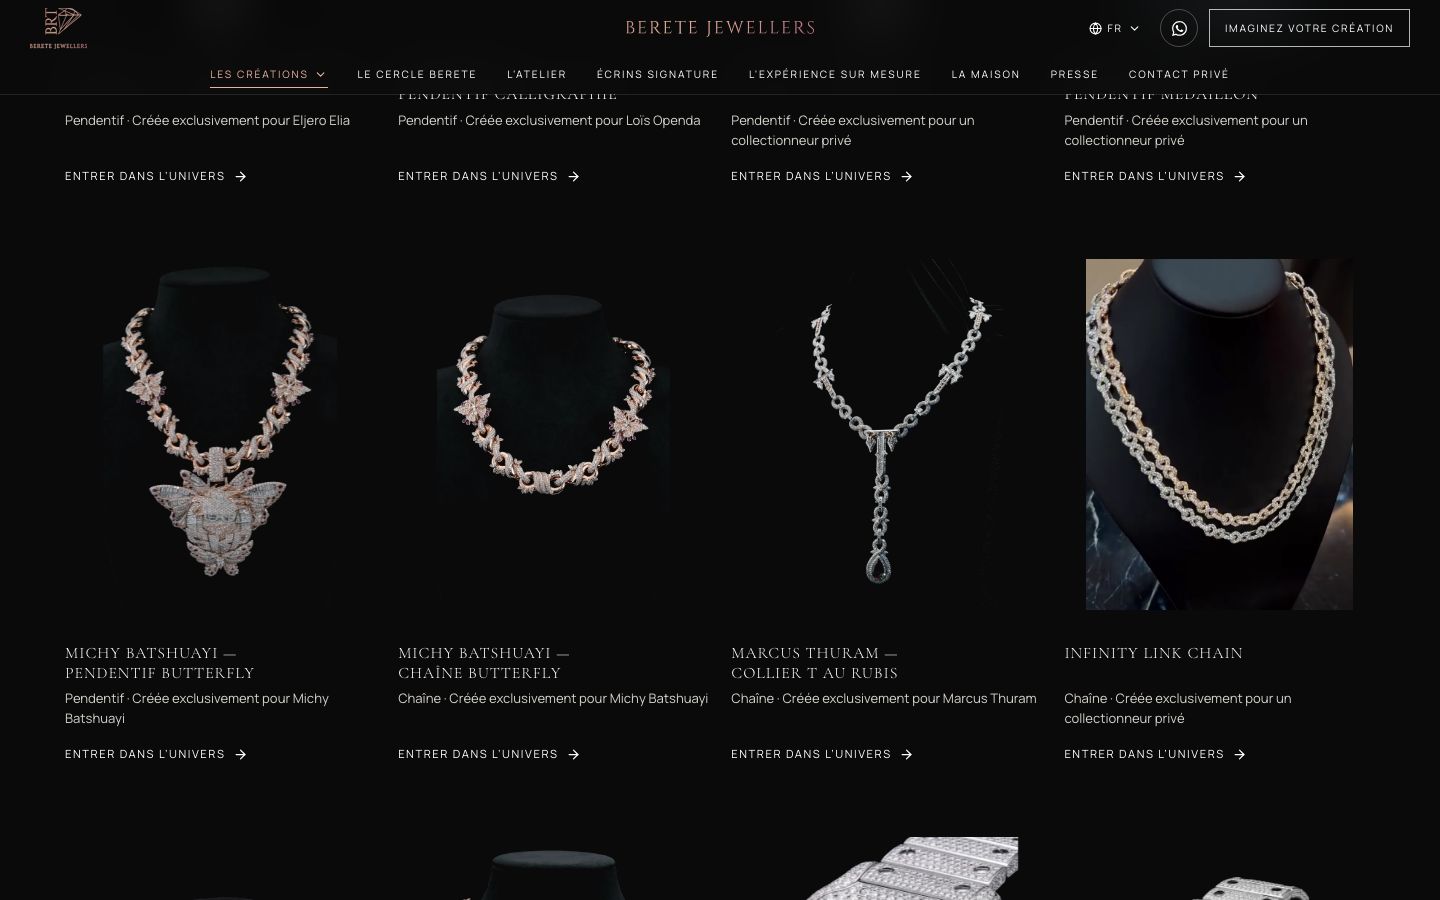 BRT
BERETE JEWELLERS
BERETE JEWELLERS
FR
IMAGINEZ VOTRE CRÉATION
LES CRÉATIONS
LE CERCLE BERETE
L'ATELIER
ÉCRINS SIGNATURE
L'EXPÉRIENCE SUR MESURE
LA MAISON
PRESSE
CONTACT PRIVÉ
PENDENTIF CALLIGRAPHIE
PENDENTIF MÉDAILLON
Pendentif · Créée exclusivement pour Eljero Elia
Pendentif · Créée exclusivement pour Loïs Openda
Pendentif · Créée exclusivement pour un
collectionneur privé
Pendentif · Créée exclusivement pour un
collectionneur privé
ENTRER DANS L'UNIVERS
ENTRER DANS L'UNIVERS
ENTRER DANS L'UNIVERS
ENTRER DANS L'UNIVERS
MICHY BATSHUAYI —
PENDENTIF BUTTERFLY
Pendentif · Créée exclusivement pour Michy
Batshuayi
ENTRER DANS L'UNIVERS
MICHY BATSHUAYI —
CHAÎNE BUTTERFLY
Chaîne · Créée exclusivement pour Michy Batshuayi
ENTRER DANS L'UNIVERS
MARCUS THURAM —
COLLIER T AU RUBIS
Chaîne · Créée exclusivement pour Marcus Thuram
ENTRER DANS L'UNIVERS
INFINITY LINK CHAIN
Chaîne · Créée exclusivement pour un
collectionneur privé
ENTRER DANS L'UNIVERS